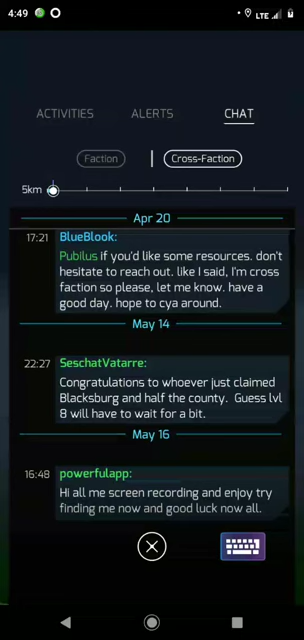 4:49
LTE
ACTIVITIES ALERTS CHAT
Faction | Cross-Faction
5km
Apr 20
17:21 BlueBlook:
Pubilus if you'd like some resources. don't
hesitate to reach out. like I said, I'm cross
faction so please, let me know. have a
good day. hope to cya around.
May 14
22:27 SeschatVatarre:
Congratulations to whoever just claimed
Blacksburg and half the county. Guess lvl
8 will have to wait for a bit.
May 16
16:48 powerfulapp:
Hi all me screen recording and enjoy try
finding me now and good luck now all.